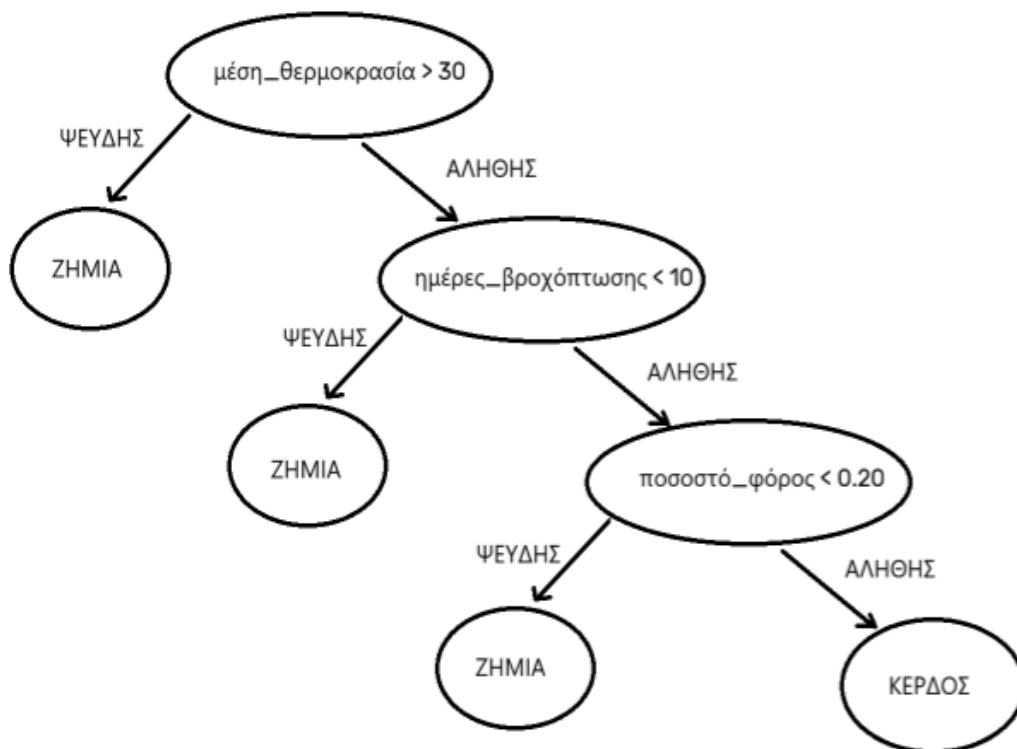 μέση_θερμοκρασία > 30
ΨΕΥΔΗΣ
ΑΛΗΘΗΣ
ΖΗΜΙΑ
ημέρες_βροχόπτωσης < 10
ΨΕΥΔΗΣ
ΑΛΗΘΗΣ
ΖΗΜΙΑ
ποσοστό_φόρος < 0.20
ΨΕΥΔΗΣ
ΑΛΗΘΗΣ
ΖΗΜΙΑ
ΚΕΡΔΟΣ